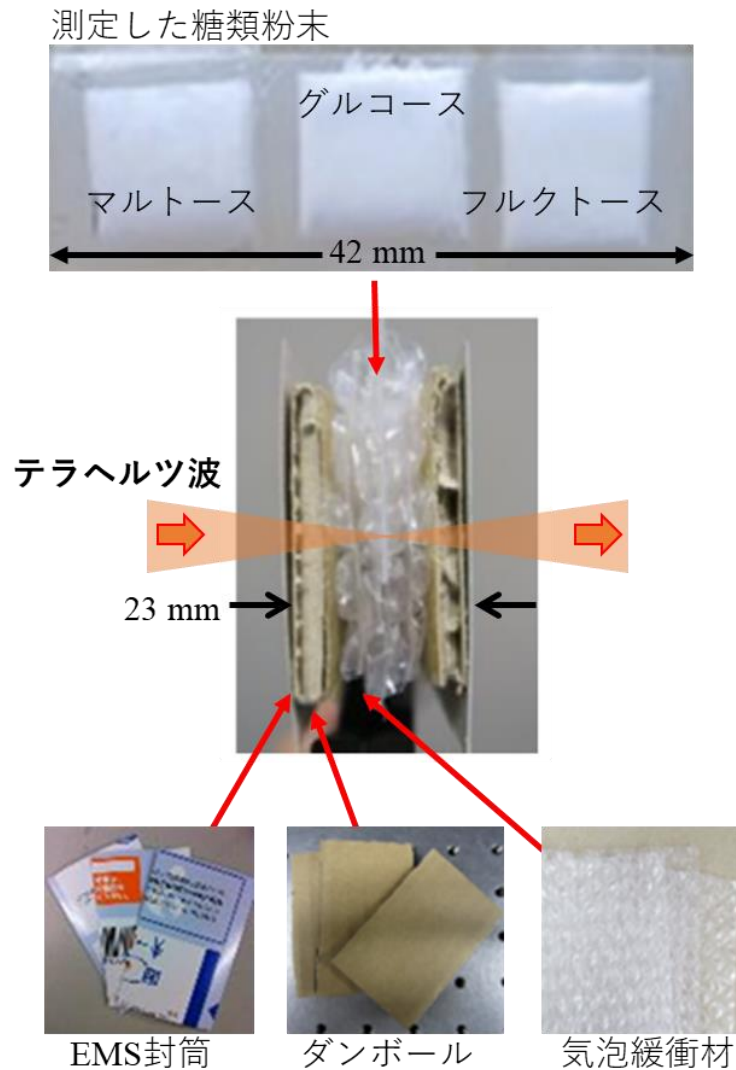 測定した糖類粉末
グルコース
マルトース
フルクトース
42 mm
テラヘルツ波
23 mm
EMS封筒
ダンボール
気泡緩衝材